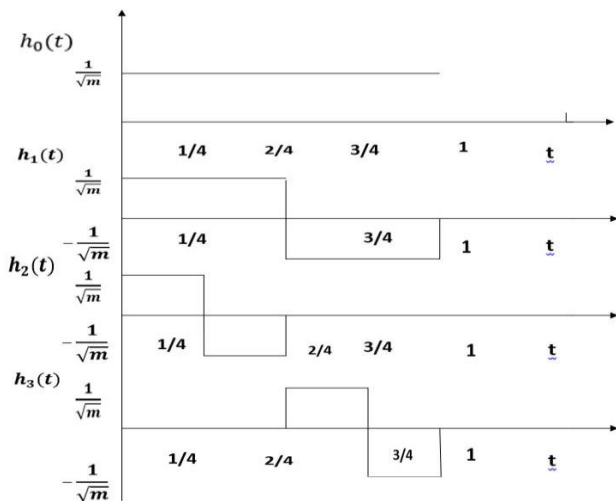 h₀(t)
1/√m
1/4 2/4 3/4 1 t
h₁(t)
1/√m
-1/√m
1/4 3/4 1 t
h₂(t)
1/√m
-1/√m
1/4 2/4 3/4 1 t
h₃(t)
1/√m
1/4 2/4 3/4 1 t
-1/√m